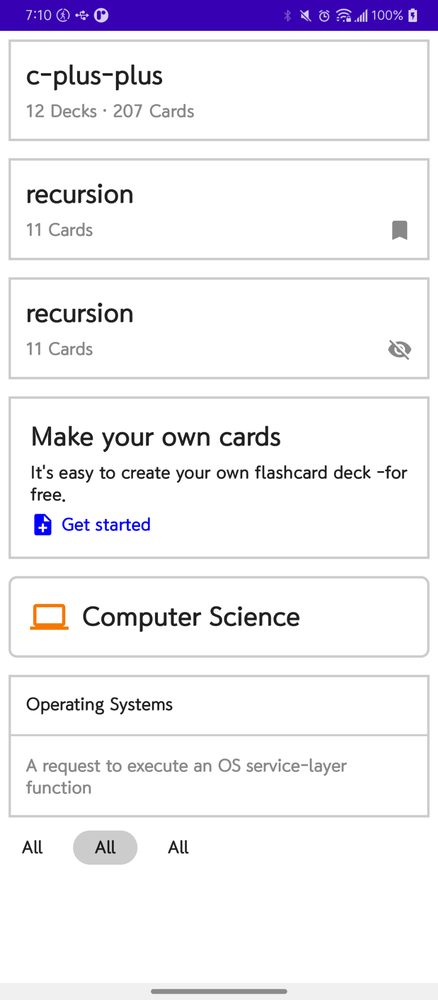 7:10
100%
c-plus-plus
12 Decks · 207 Cards
recursion
11 Cards
recursion
11 Cards
Make your own cards
It's easy to create your own flashcard deck -for
free.
Get started
Computer Science
Operating Systems
A request to execute an OS service-layer
function
All All All